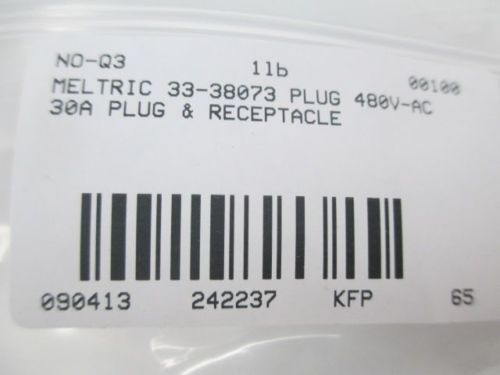 NO-Q3 1lb 00100
MELTRIC 33-38073 PLUG 480V-AC
30A PLUG & RECEPTACLE
090413 242237 KFP 65